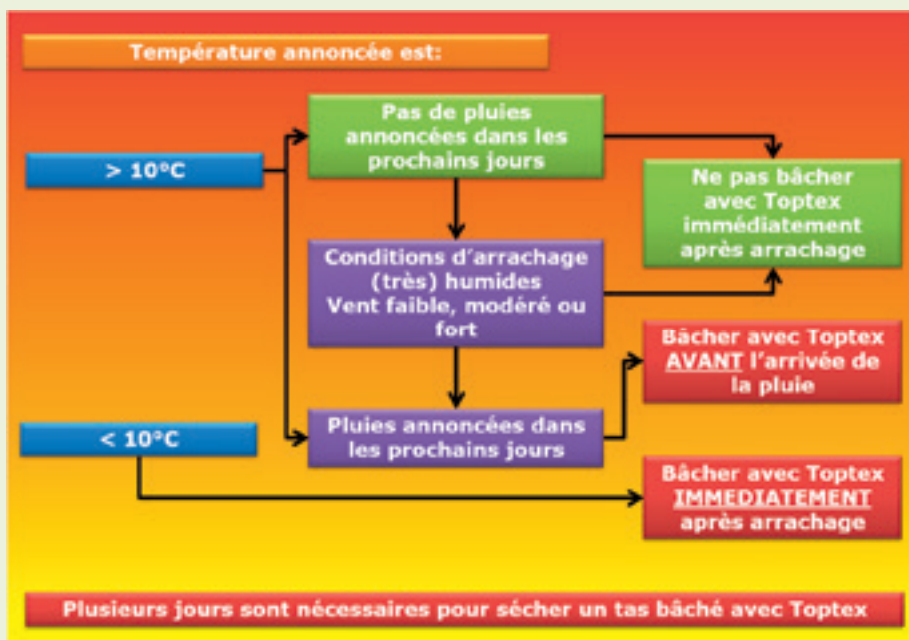 Température annoncée est:
> 10°C
Pas de pluies
annoncées dans les
prochains jours
Ne pas bâcher
avec Toptex
immédiatement
après arrachage
Conditions d'arrachage
(très) humides
Vent faible, modéré ou
fort
Bâcher avec Toptex
AVANT l'arrivée de
la pluie
< 10°C
Pluies annoncées dans
les prochains jours
Bâcher avec Toptex
IMMEDIATEMENT
après arrachage
Plusieurs jours sont nécessaires pour sécher un tas bâché avec Toptex